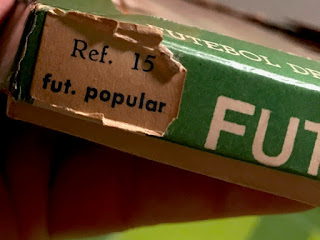 FUTEBOL DE
Ref. 15
fut. popular
FUT